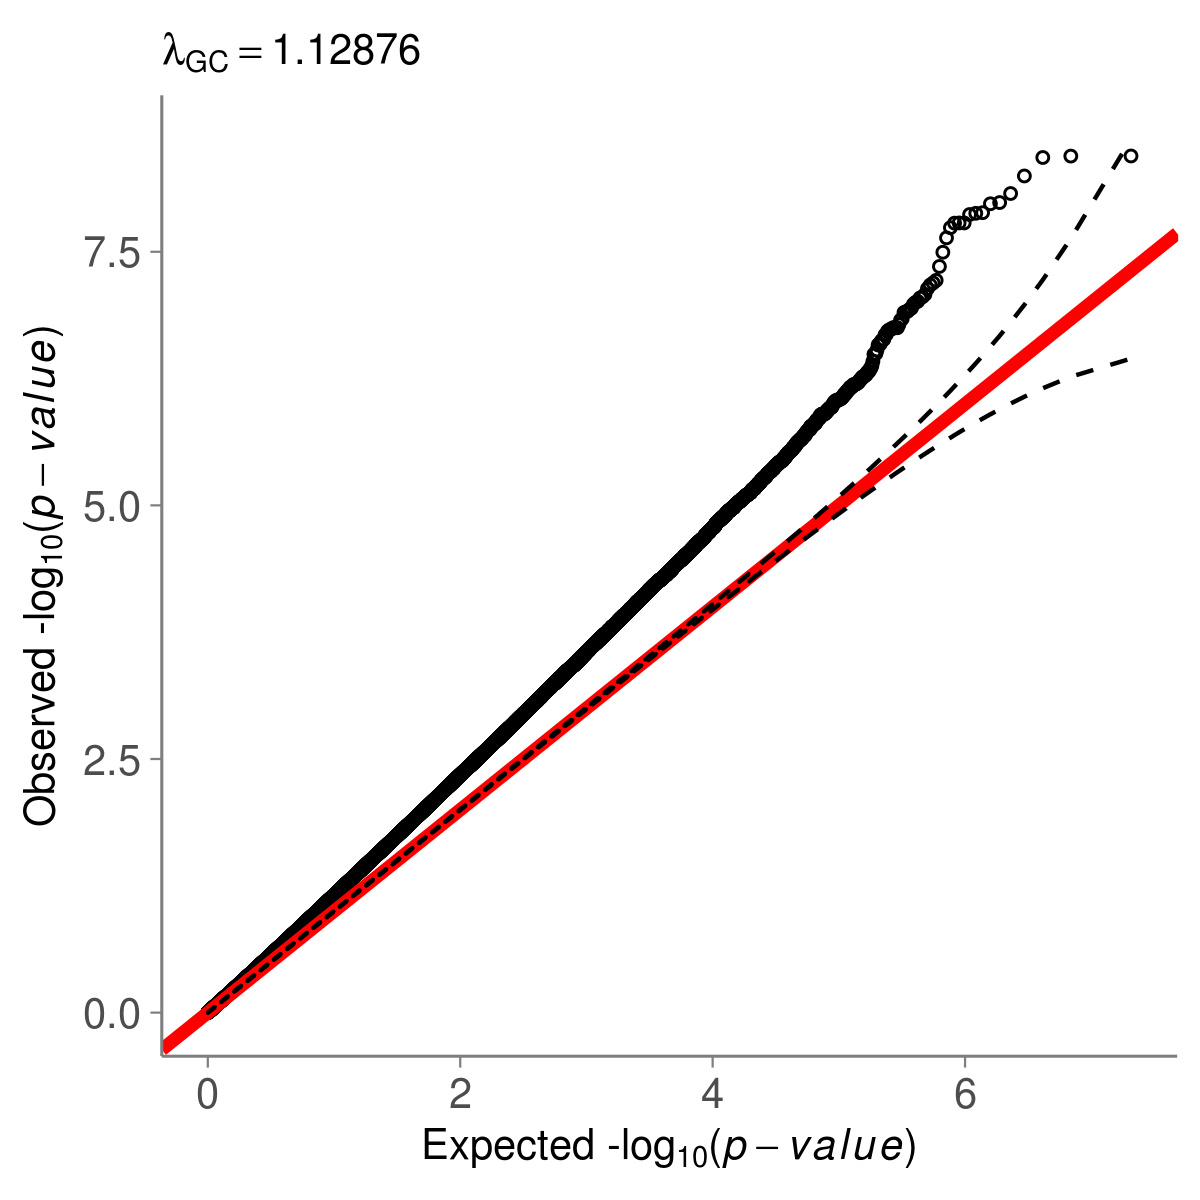 λGC = 1.12876
7.5
5.0
2.5
0.0
Observed -log10(p − value)
0 2 4 6
Expected -log10(p − value)